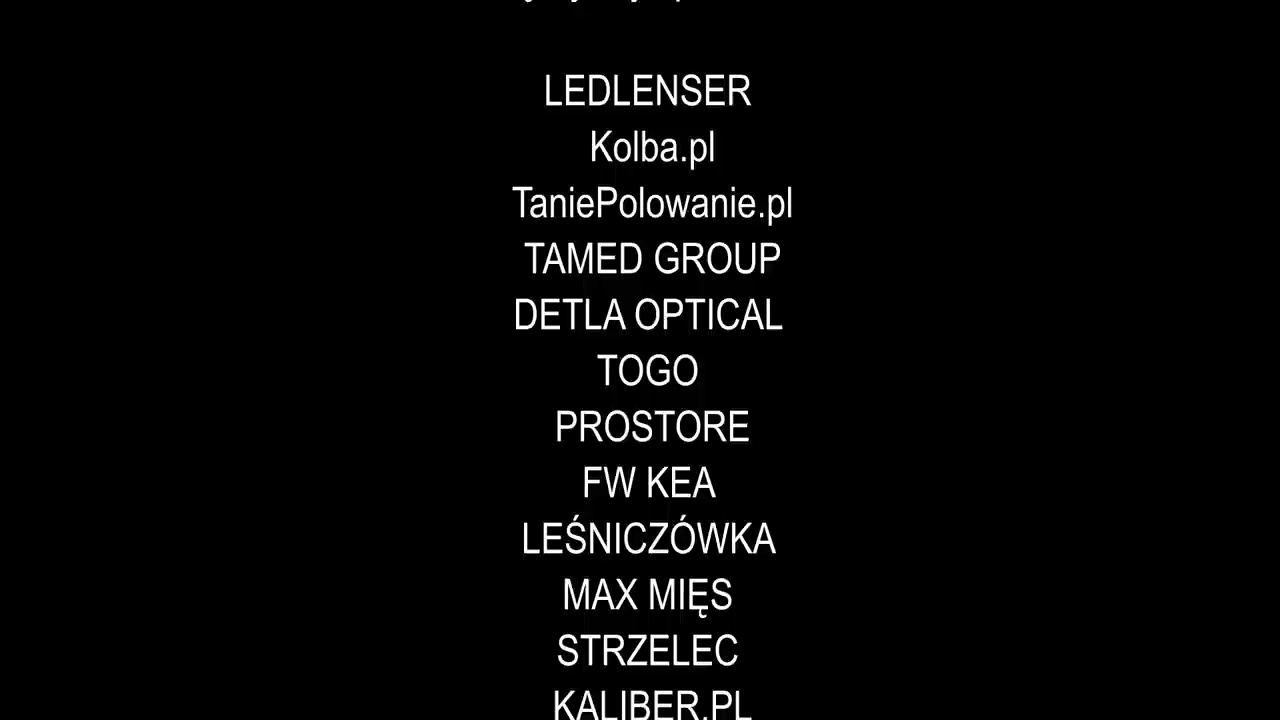 LEDLENSER
Kolba.pl
TaniePolowanie.pl
TAMED GROUP
DETLA OPTICAL
TOGO
PROSTORE
FW KEA
LEŚNICZÓWKA
MAX MIĘS
STRZELEC
KALIBER.PL